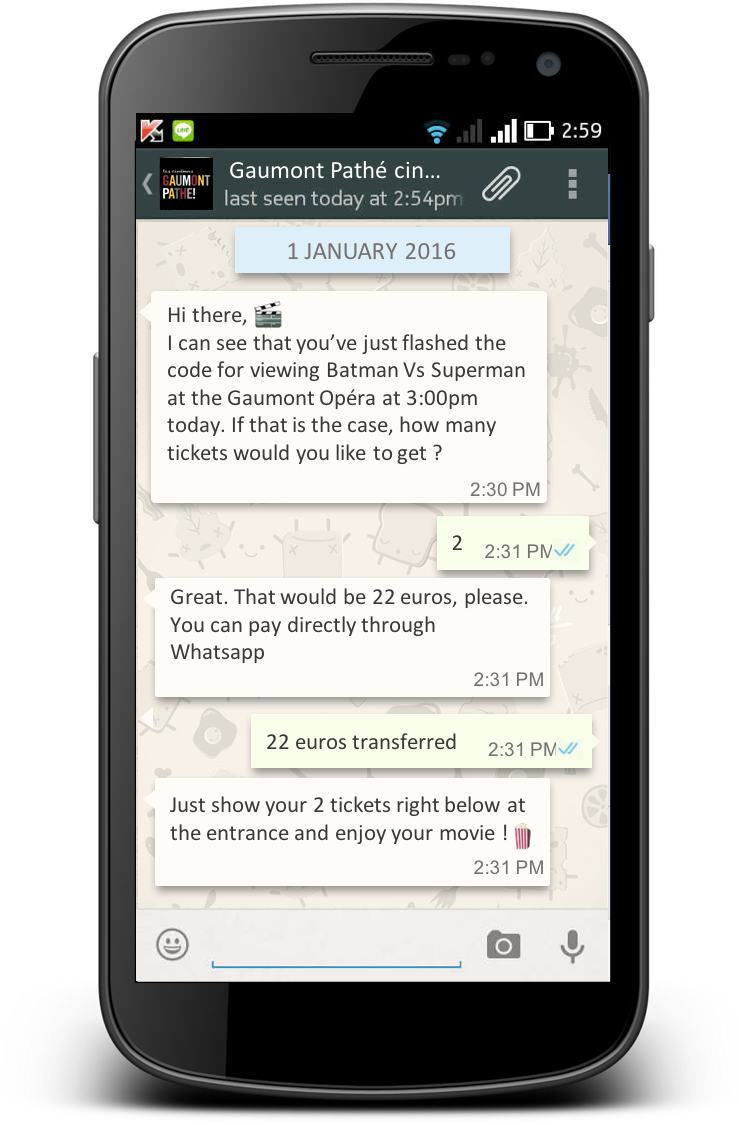 LINE
2:59
les cinémas
GAUMONT
PATHE!
Gaumont Pathé cin...
last seen today at 2:54pm
1 JANUARY 2016
Hi there,
I can see that you've just flashed the
code for viewing Batman Vs Superman
at the Gaumont Opéra at 3:00pm
today. If that is the case, how many
tickets would you like to get ?
2:30 PM
2 2:31 PM
Great. That would be 22 euros, please.
You can pay directly through
Whatsapp
2:31 PM
22 euros transferred 2:31 PM
Just show your 2 tickets right below at
the entrance and enjoy your movie !
2:31 PM